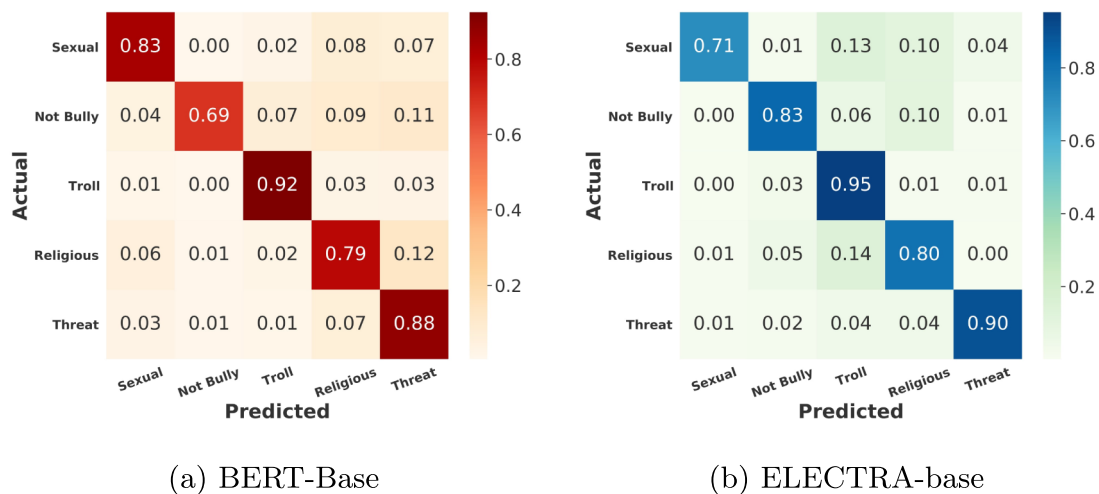 Actual
Sexual 0.83 0.00 0.02 0.08 0.07
Not Bully 0.04 0.69 0.07 0.09 0.11
Troll 0.01 0.00 0.92 0.03 0.03
Religious 0.06 0.01 0.02 0.79 0.12
Threat 0.03 0.01 0.01 0.07 0.88
Sexual Not Bully Troll Religious Threat
Predicted
0.8
0.6
0.4
0.2
(a) BERT-Base
Actual
Sexual 0.71 0.01 0.13 0.10 0.04
Not Bully 0.00 0.83 0.06 0.10 0.01
Troll 0.00 0.03 0.95 0.01 0.01
Religious 0.01 0.05 0.14 0.80 0.00
Threat 0.01 0.02 0.04 0.04 0.90
Sexual Not Bully Troll Religious Threat
Predicted
0.8
0.6
0.4
0.2
(b) ELECTRA-base